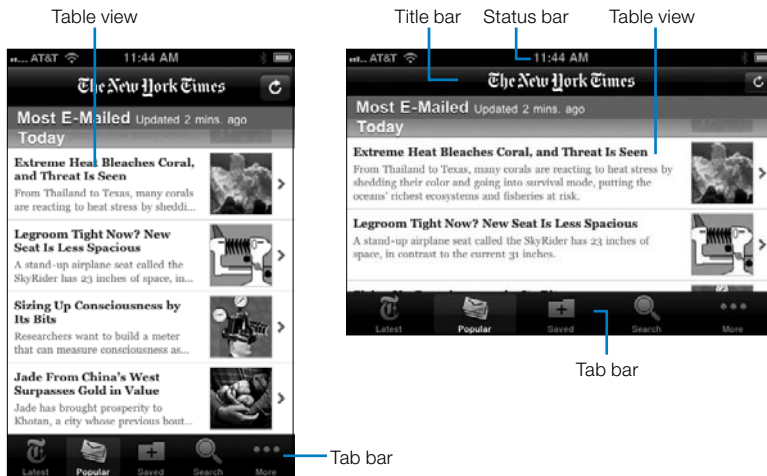 Table view
AT&T 11:44 AM
The New York Times
Most E-Mailed Updated 2 mins. ago
Today
Extreme Heat Bleaches Coral,
and Threat Is Seen
From Thailand to Texas, many corals
are reacting to heat stress by sheddi...
Legroom Tight Now? New
Seat Is Less Spacious
A stand-up airplane seat called the
SkyRider has 23 inches of space, in...
Sizing Up Consciousness by
Its Bits
Researchers want to build a meter
that can measure consciousness as...
Jade From China's West
Surpasses Gold in Value
Jade has brought prosperity to
Khotan, a city whose previous bout...
Latest Popular Saved Search More
Tab bar
Title bar Status bar Table view
AT&T 11:44 AM
The New York Times
Most E-Mailed Updated 2 mins. ago
Today
Extreme Heat Bleaches Coral, and Threat Is Seen
From Thailand to Texas, many corals are reacting to heat stress by
shedding their color and going into survival mode, putting the
oceans' richest ecosystems and fisheries at risk.
Legroom Tight Now? New Seat Is Less Spacious
A stand-up airplane seat called the SkyRider has 23 inches of
space, in contrast to the current 31 inches.
Latest Popular Saved Search More
Tab bar